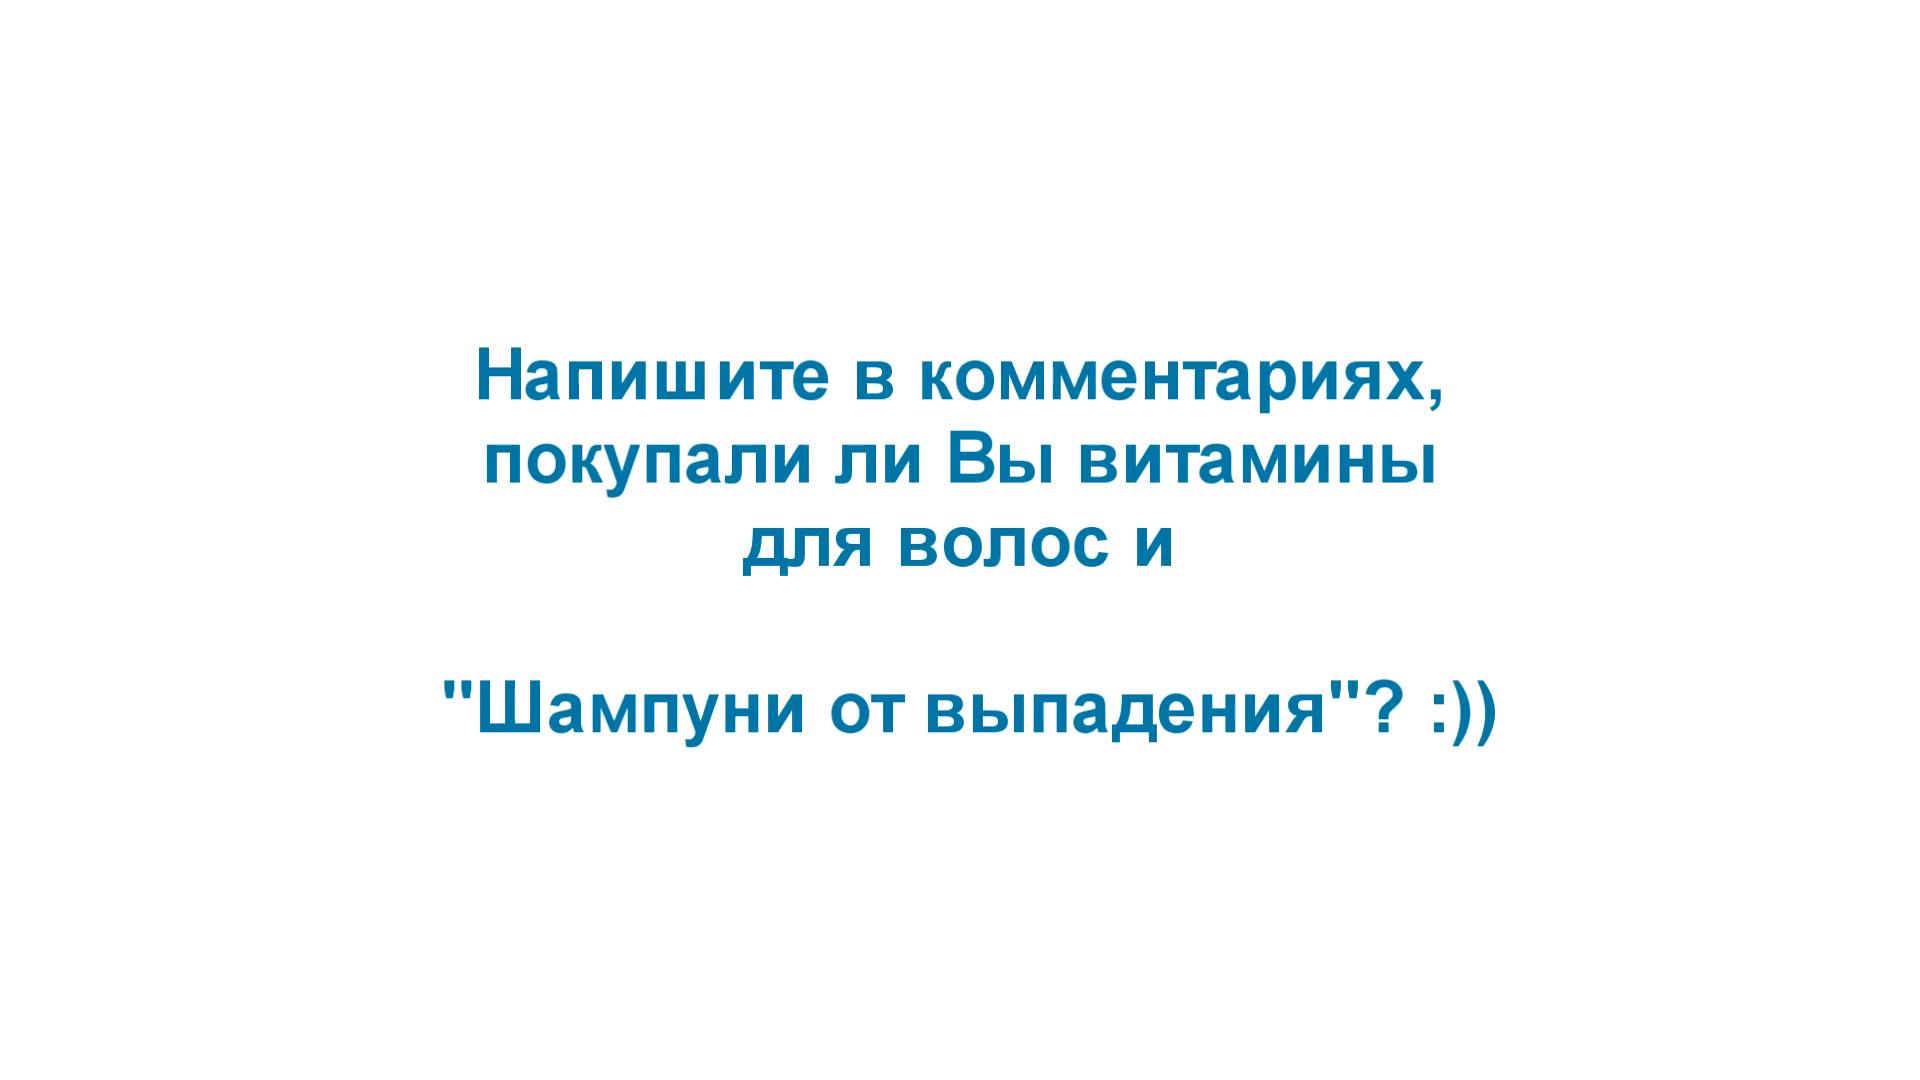 Напишите в комментариях,
покупали ли Вы витамины
для волос и
"Шампуни от выпадения"? :))